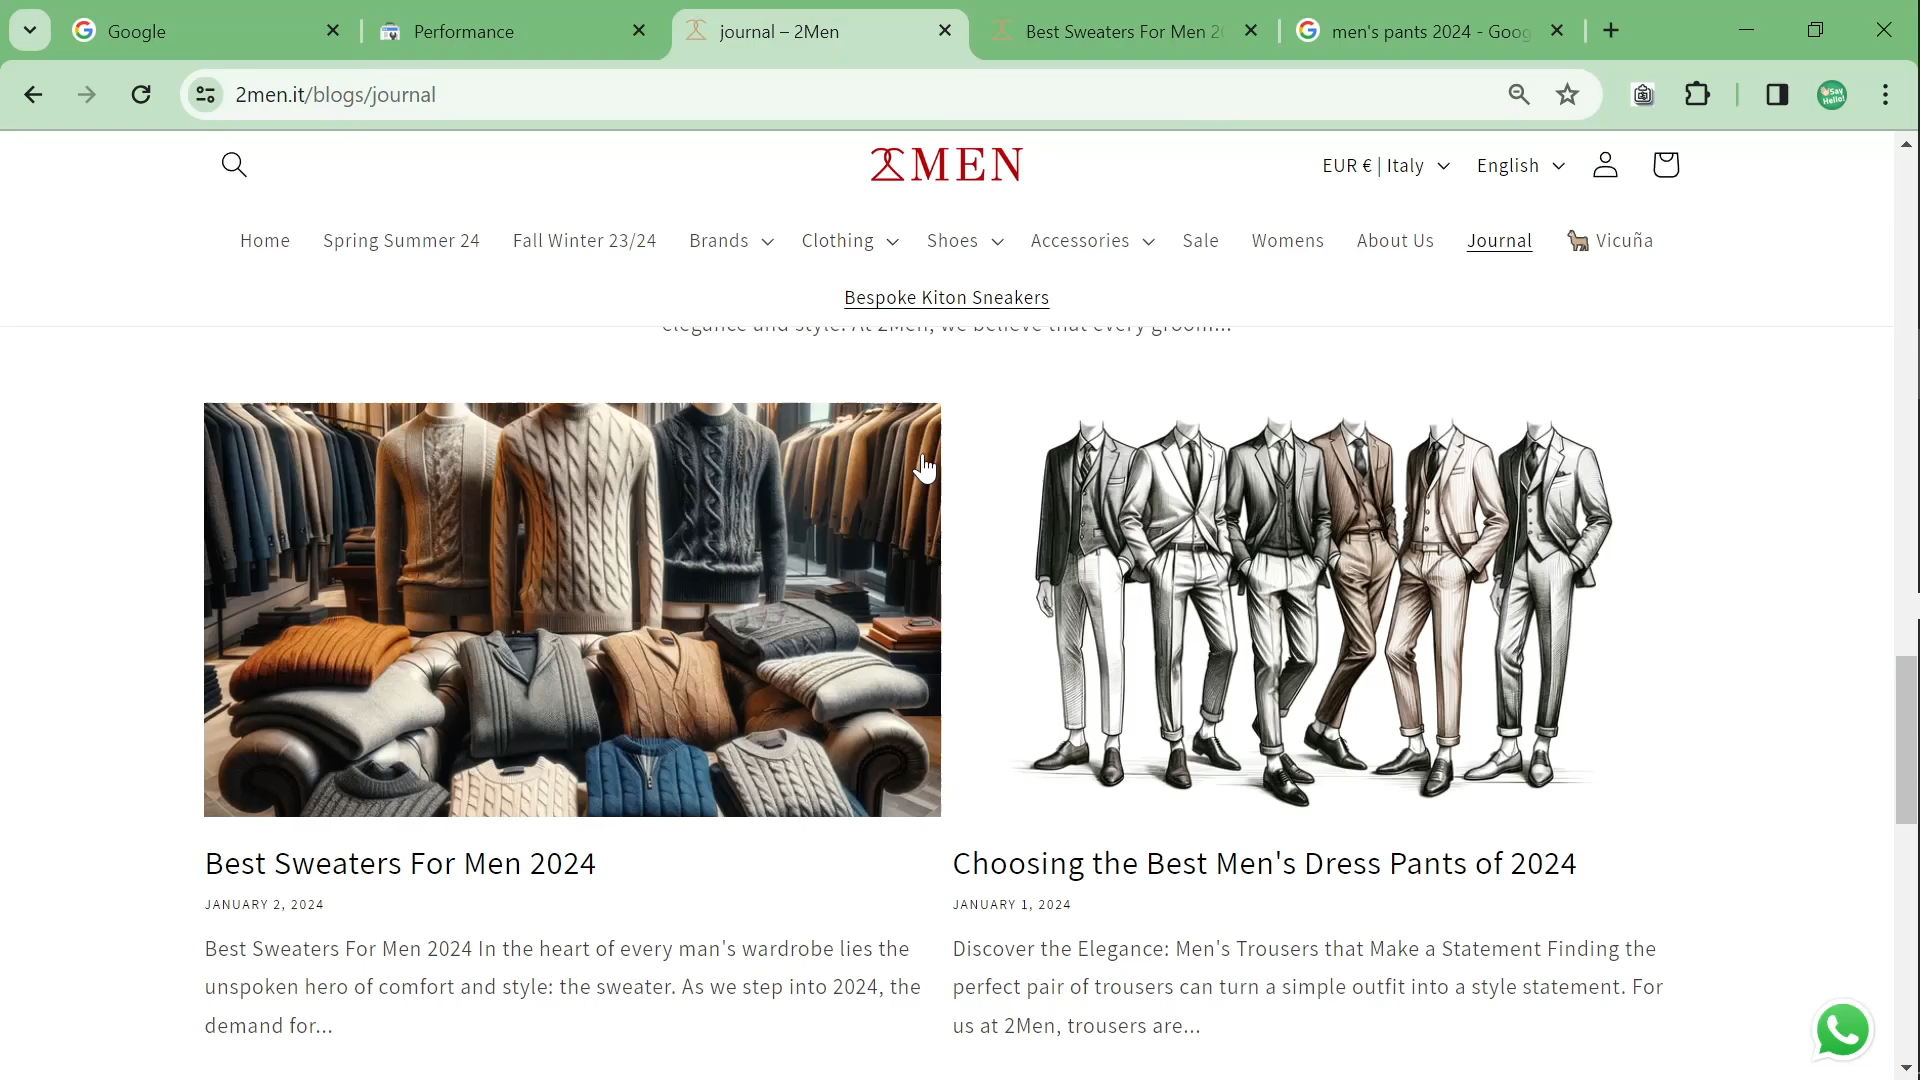 Google
Performance
journal – 2Men
Best Sweaters For Men
men's pants 2024 - Goog
2men.it/blogs/journal
2MEN
EUR € | Italy
English
Home
Spring Summer 24
Fall Winter 23/24
Brands
Clothing
Shoes
Accessories
Sale
Womens
About Us
Journal
Vicuña
Bespoke Kiton Sneakers
elegance and style. At 2Men, we believe that every groom...
Best Sweaters For Men 2024
JANUARY 2, 2024
Best Sweaters For Men 2024 In the heart of every man's wardrobe lies the
unspoken hero of comfort and style: the sweater. As we step into 2024, the
demand for...
Choosing the Best Men's Dress Pants of 2024
JANUARY 1, 2024
Discover the Elegance: Men's Trousers that Make a Statement Finding the
perfect pair of trousers can turn a simple outfit into a style statement. For
us at 2Men, trousers are...